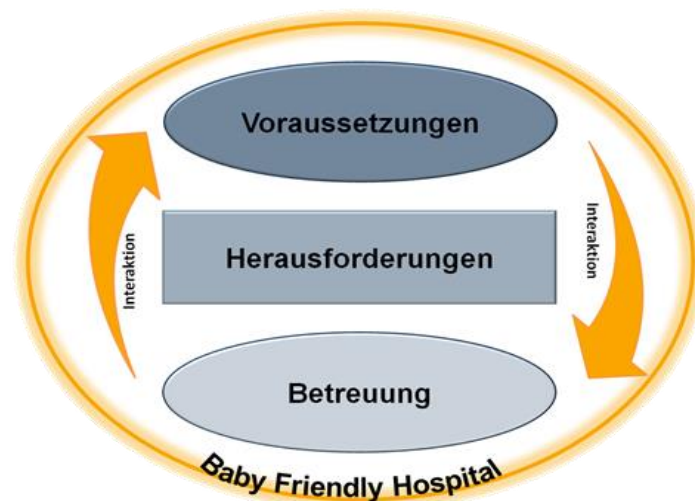 Voraussetzungen
Interaktion
Herausforderungen
Interaktion
Betreuung
Baby Friendly Hospital